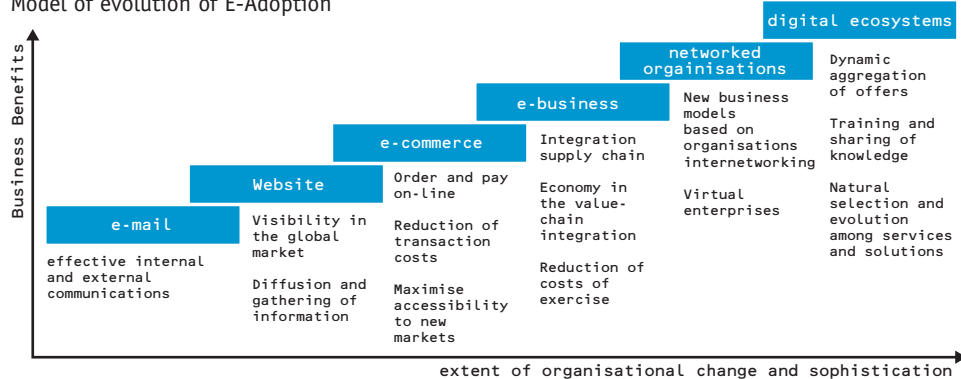 Model of evolution of E-Adoption
Business Benefits
e-mail
effective internal
and external
communications
Website
Visibility in
the global
market
Diffusion and
gathering of
information
e-commerce
Order and pay
on-line
Reduction of
transaction
costs
Maximise
accessibility
to new
markets
e-business
Integration
supply chain
Economy in
the value-
chain
integration
Reduction of
costs of
exercise
networked
orgainisations
New business
models
based on
organisations
internetworking
Virtual
enterprises
digital ecosystems
Dynamic
aggregation
of offers
Training and
sharing of
knowledge
Natural
selection and
evolution
among services
and solutions
extent of organisational change and sophistication